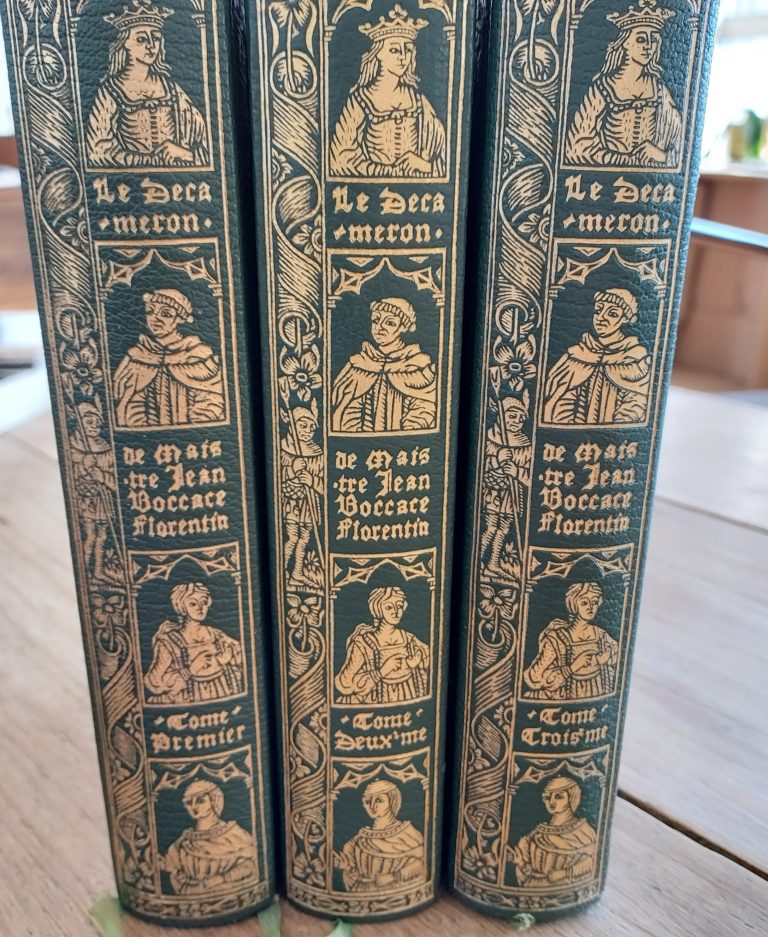 Le Deca
meron
de Mais
tre Jean
Boccace
Florentin
Tome
Premier
Le Deca
meron
de Mais
tre Jean
Boccace
Florentin
Tome
Deux'me
Le Deca
meron
de Mais
tre Jean
Boccace
Florentin
Tome
Trois'me